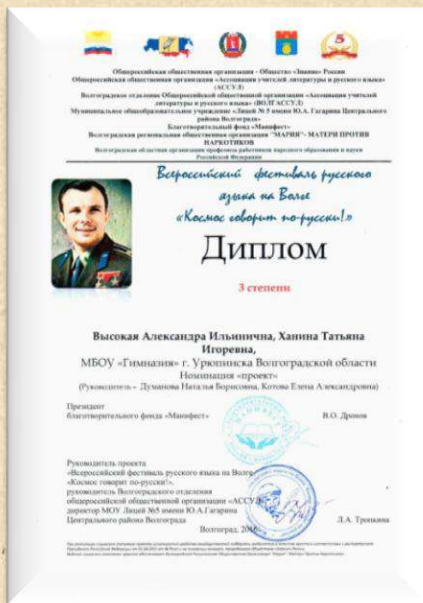 5
Общероссийская общественная организация - Общество «Знание» России
Общероссийская общественная организация «Ассоциация учителей литературы и русского языка»
(АССУЛ)
Волгоградское отделение Общероссийской общественной организации «Ассоциация учителей
литературы и русского языка» (ВОЛГАССУЛ)
Муниципальное общеобразовательное учреждение «Лицей № 5 имени Ю.А. Гагарина Центрального
района Волгограда»
Благотворительный фонд «Манифест»
Волгоградская региональная общественная организация "МАРИЯ"- МАТЕРИ ПРОТИВ
НАРКОТИКОВ
Волгоградская областная организация профсоюза работников народного образования и науки
Российской Федерации
Всероссийский фестиваль русского
языка на Волге
«Космос говорит по-русски!»
Диплом
3 степени
Высокая Александра Ильинична, Ханина Татьяна
Игоревна,
МБОУ «Гимназия» г. Урюпинска Волгоградской области
Номинация «проект»
(Руководитель – Думанова Наталья Борисовна, Котова Елена Александровна)
Президент
благотворительного фонда «Манифест»
В.О. Дронов
Руководитель проекта
«Всероссийский фестиваль русского языка на Волге
«Космос говорит по-русски!»,
руководитель Волгоградского отделения
общероссийской общественной организации «АССУЛ»
директор МОУ Лицей №5 имени Ю.А.Гагарина
Центрального района Волгограда
Л.А. Тропкина
Волгоград, 2016